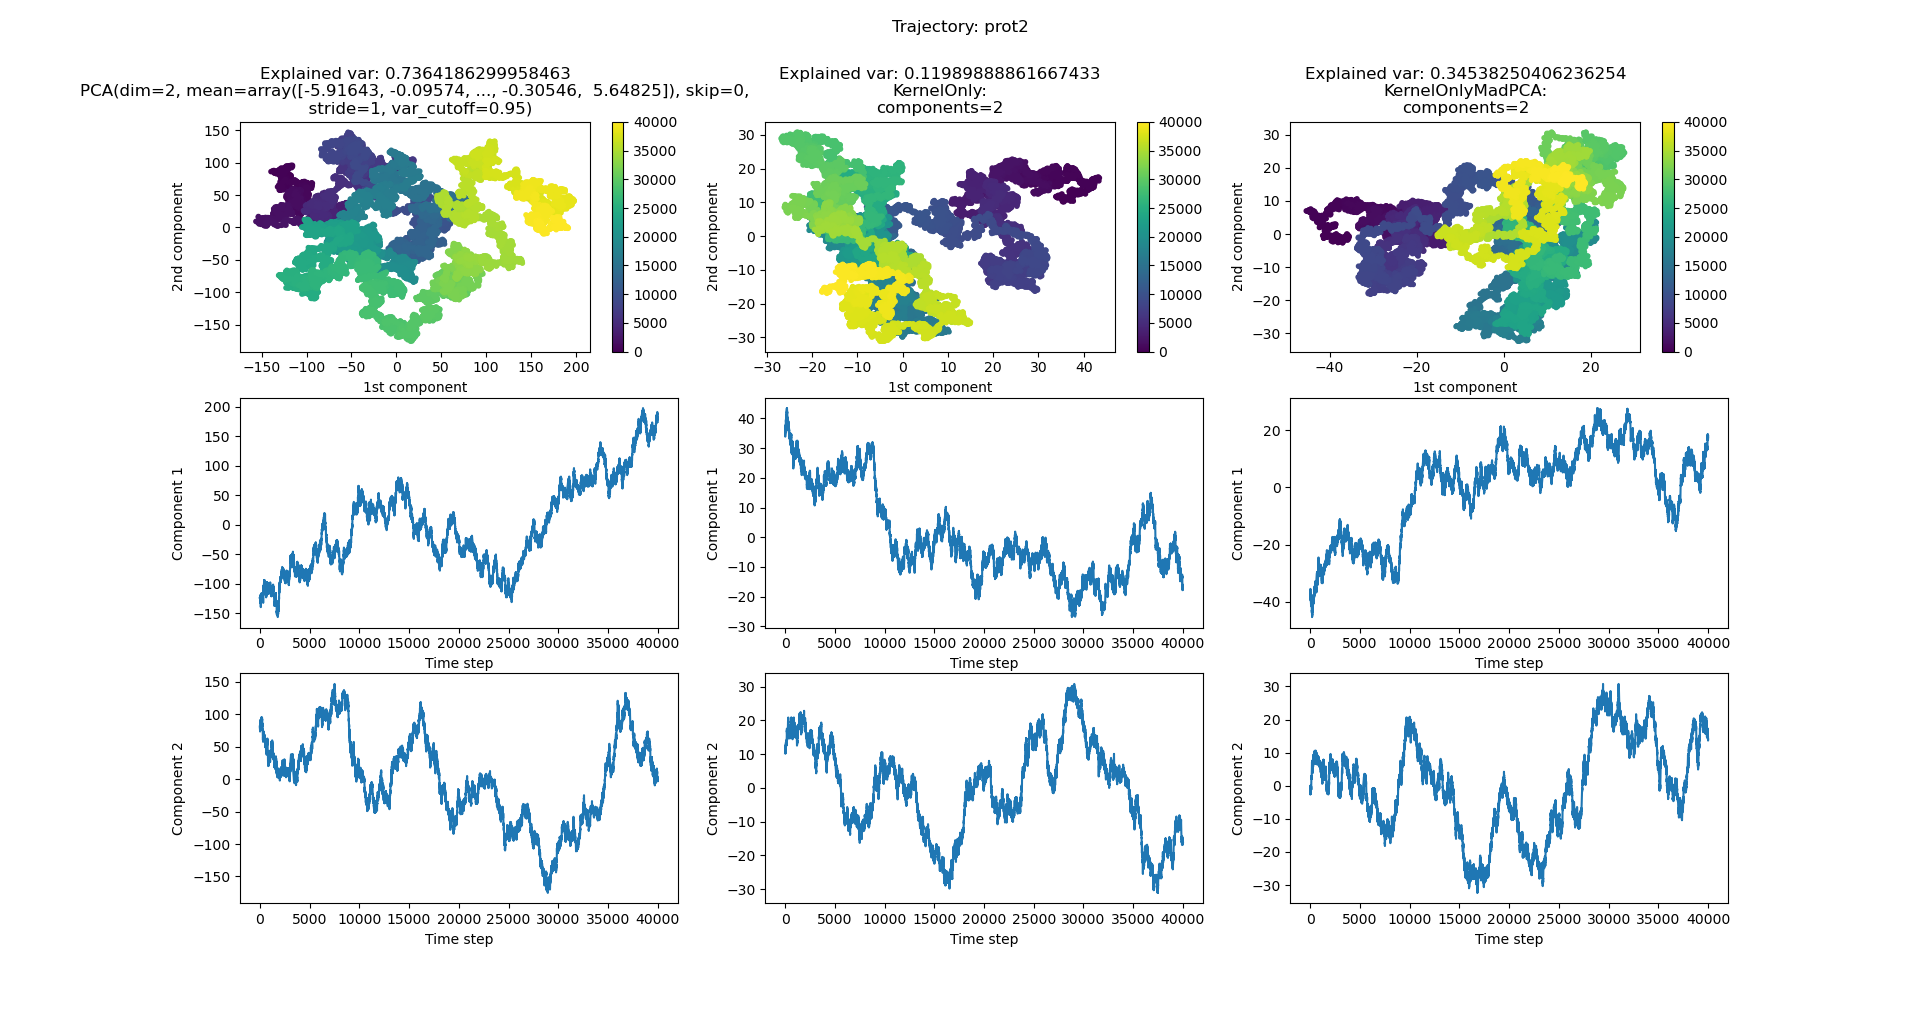 Trajectory: prot2
Explained var: 0.7364186299958463
PCA(dim=2, mean=array([-5.91643, -0.09574, ..., -0.30546,  5.64825]), skip=0,
stride=1, var_cutoff=0.95)
150
100
50
0
−50
−100
−150
2nd component
−150 −100 −50 0 50 100 150 200
1st component
40000
35000
30000
25000
20000
15000
10000
5000
0
Explained var: 0.11989888861667433
KernelOnly:
components=2
30
20
10
0
−10
−20
−30
2nd component
−30 −20 −10 0 10 20 30 40
1st component
40000
35000
30000
25000
20000
15000
10000
5000
0
Explained var: 0.34538250406236254
KernelOnlyMadPCA:
components=2
30
20
10
0
−10
−20
−30
2nd component
−40 −20 0 20
1st component
40000
35000
30000
25000
20000
15000
10000
5000
0
200
150
100
50
0
−50
−100
−150
Component 1
0 5000 10000 15000 20000 25000 30000 35000 40000
Time step
40
30
20
10
0
−10
−20
−30
Component 1
0 5000 10000 15000 20000 25000 30000 35000 40000
Time step
20
0
−20
−40
Component 1
0 5000 10000 15000 20000 25000 30000 35000 40000
Time step
150
100
50
0
−50
−100
−150
Component 2
0 5000 10000 15000 20000 25000 30000 35000 40000
Time step
30
20
10
0
−10
−20
−30
Component 2
0 5000 10000 15000 20000 25000 30000 35000 40000
Time step
30
20
10
0
−10
−20
−30
Component 2
0 5000 10000 15000 20000 25000 30000 35000 40000
Time step